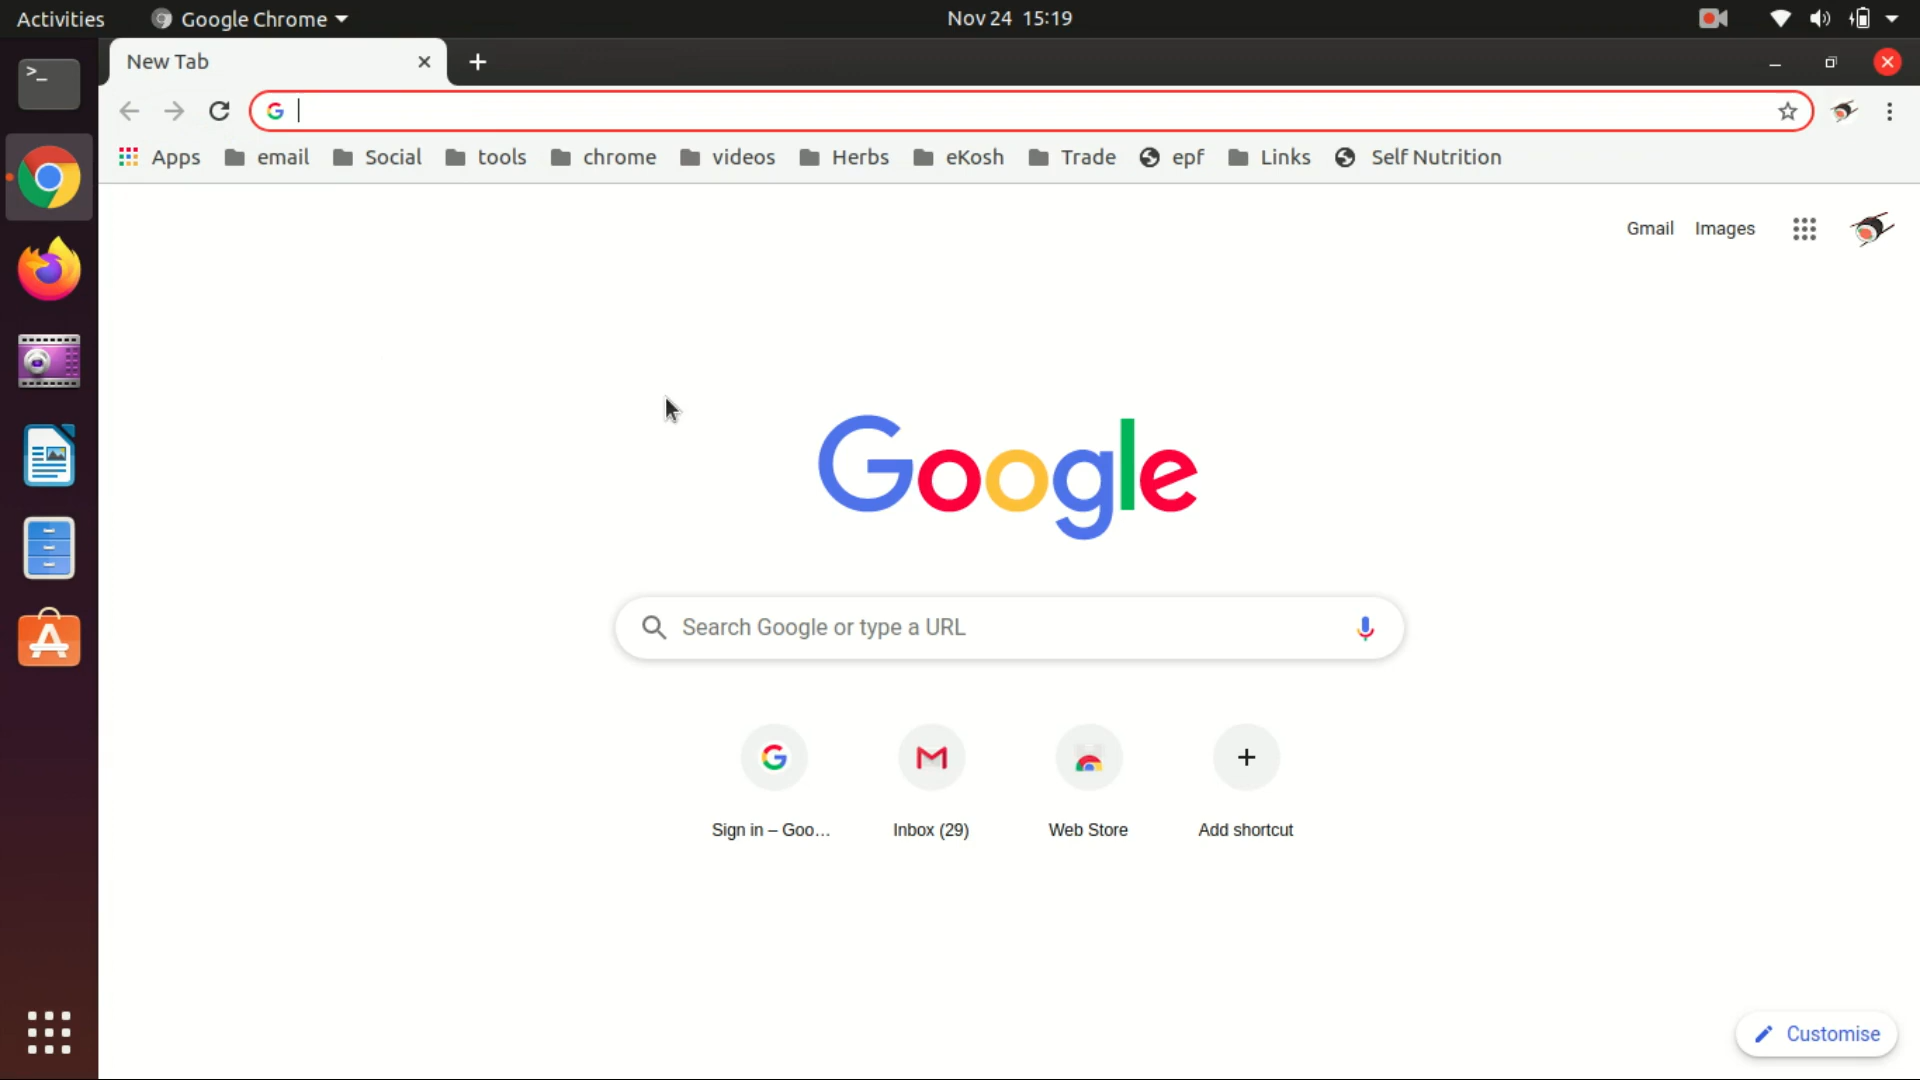 Activities Google Chrome Nov 24 15:19
New Tab
Apps email Social tools chrome videos Herbs eKosh Trade epf Links Self Nutrition
Gmail Images
Google
Search Google or type a URL
Sign in – Goo... Inbox (29) Web Store Add shortcut
Customise